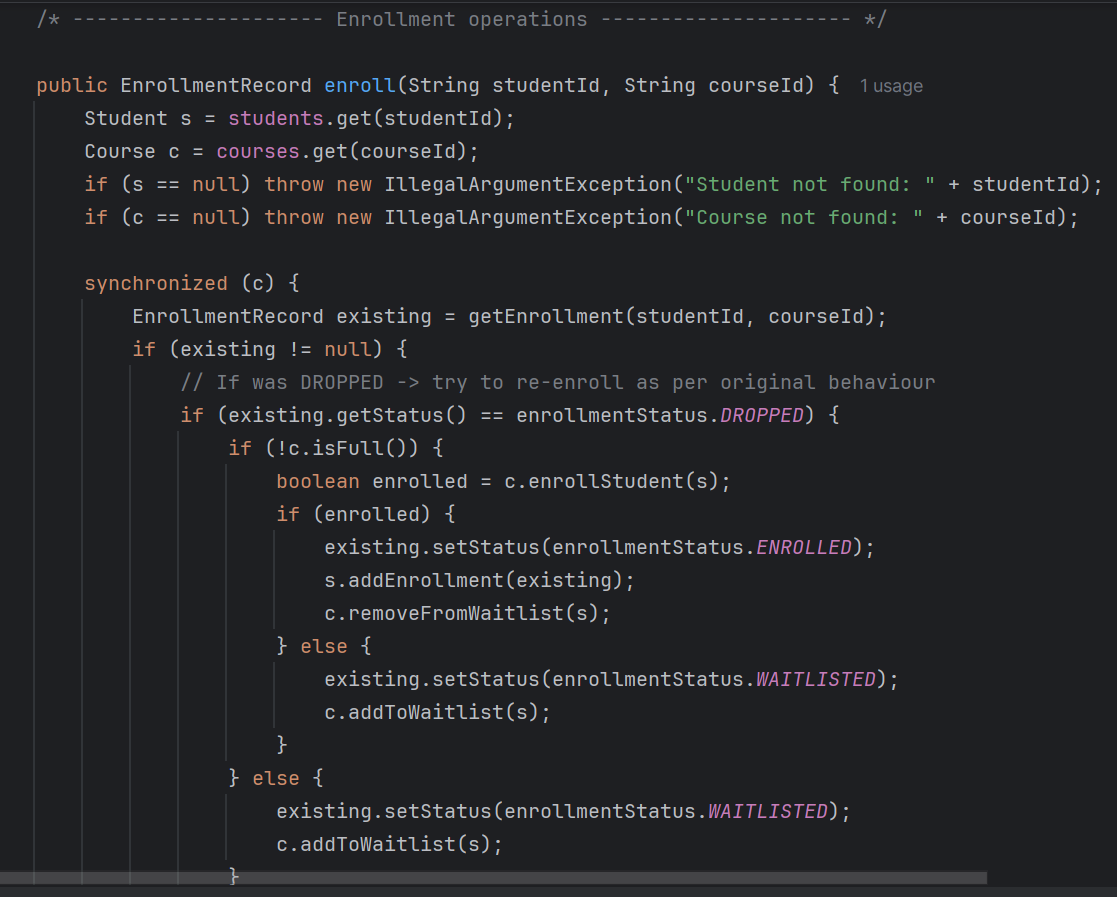 /* --------------------- Enrollment operations --------------------- */
public EnrollmentRecord enroll(String studentId, String courseId) { 1 usage
Student s = students.get(studentId);
Course c = courses.get(courseId);
if (s == null) throw new IllegalArgumentException("Student not found: " + studentId);
if (c == null) throw new IllegalArgumentException("Course not found: " + courseId);
synchronized (c) {
EnrollmentRecord existing = getEnrollment(studentId, courseId);
if (existing != null) {
// If was DROPPED -> try to re-enroll as per original behaviour
if (existing.getStatus() == enrollmentStatus.DROPPED) {
if (!c.isFull()) {
boolean enrolled = c.enrollStudent(s);
if (enrolled) {
existing.setStatus(enrollmentStatus.ENROLLED);
s.addEnrollment(existing);
c.removeFromWaitlist(s);
} else {
existing.setStatus(enrollmentStatus.WAITLISTED);
c.addToWaitlist(s);
}
} else {
existing.setStatus(enrollmentStatus.WAITLISTED);
c.addToWaitlist(s);
}